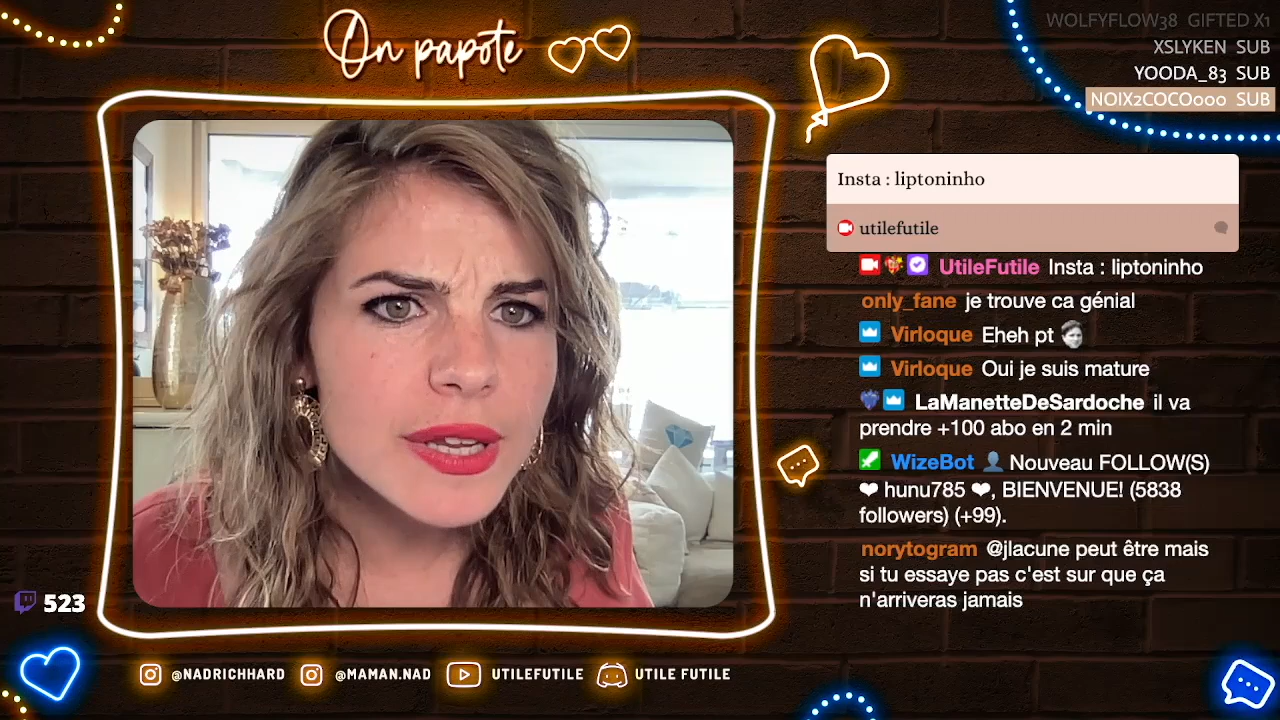 On papote
WOLFYFLOW38 GIFTED X1
XSLYKEN SUB
YOODA_83 SUB
NOIX2COCO000 SUB
Insta : liptoninho
utilefutile
UtileFutile Insta : liptoninho
only_fane je trouve ca génial
Virloque Eheh pt
Virloque Oui je suis mature
LaManetteDeSardoche il va
prendre +100 abo en 2 min
WizeBot 👤 Nouveau FOLLOW(S)
❤ hunu785 ❤, BIENVENUE! (5838
followers) (+99).
norytogram @jlacune peut être mais
si tu essaye pas c'est sur que ça
n'arriveras jamais
523
@NADRICHHARD @MAMAN.NAD UTILEFUTILE UTILE FUTILE